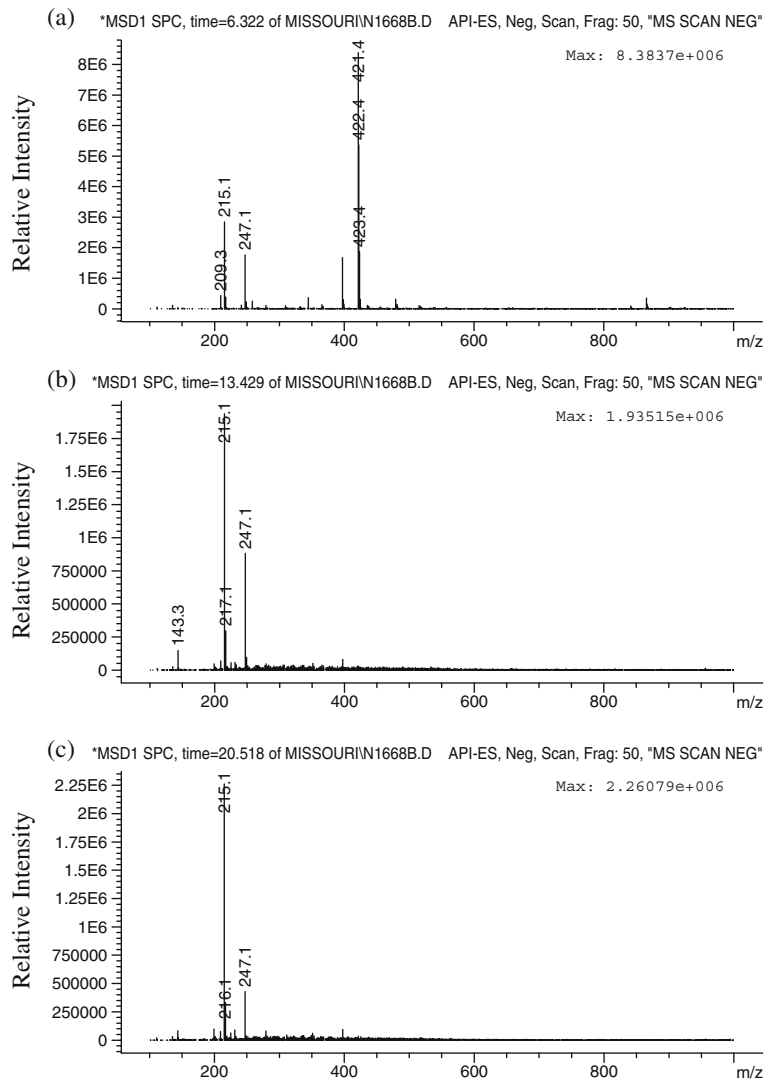 (a) *MSD1 SPC, time=6.322 of MISSOURI\N1668B.D API-ES, Neg, Scan, Frag: 50, "MS SCAN NEG"
Max: 8.3837e+006
Relative Intensity
8E6
7E6
6E6
5E6
4E6
3E6
2E6
1E6
0
209.3
215.1
247.1
421.4
422.4
423.4
200 400 600 800 m/z
(b) *MSD1 SPC, time=13.429 of MISSOURI\N1668B.D API-ES, Neg, Scan, Frag: 50, "MS SCAN NEG"
Max: 1.93515e+006
Relative Intensity
1.75E6
1.5E6
1.25E6
1E6
750000
500000
250000
0
143.3
215.1
217.1
247.1
200 400 600 800 m/z
(c) *MSD1 SPC, time=20.518 of MISSOURI\N1668B.D API-ES, Neg, Scan, Frag: 50, "MS SCAN NEG"
Max: 2.26079e+006
Relative Intensity
2.25E6
2E6
1.75E6
1.5E6
1.25E6
1E6
750000
500000
250000
0
215.1
216.1
247.1
200 400 600 800 m/z